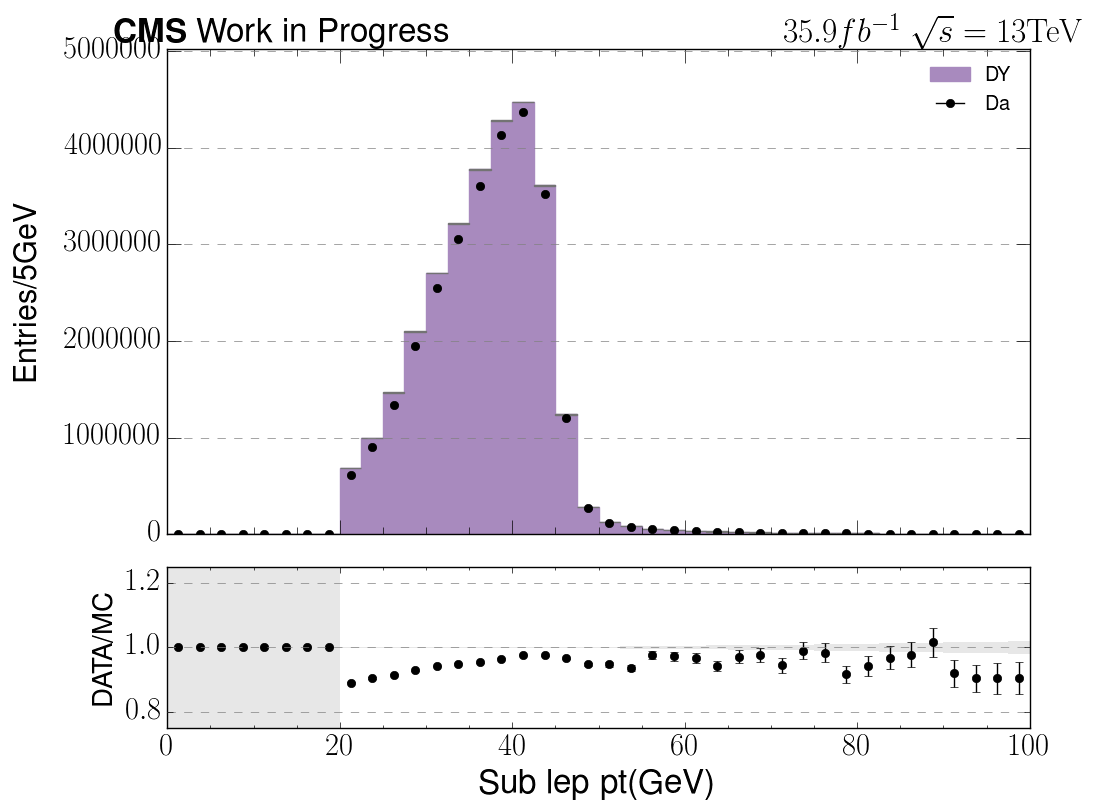 CMS Work in Progress
35.9fb⁻¹ √s = 13TeV
DY
Da
Entries/5GeV
5000000
4000000
3000000
2000000
1000000
0
DATA/MC
1.2
1.0
0.8
0 20 40 60 80 100
Sub lep pt(GeV)